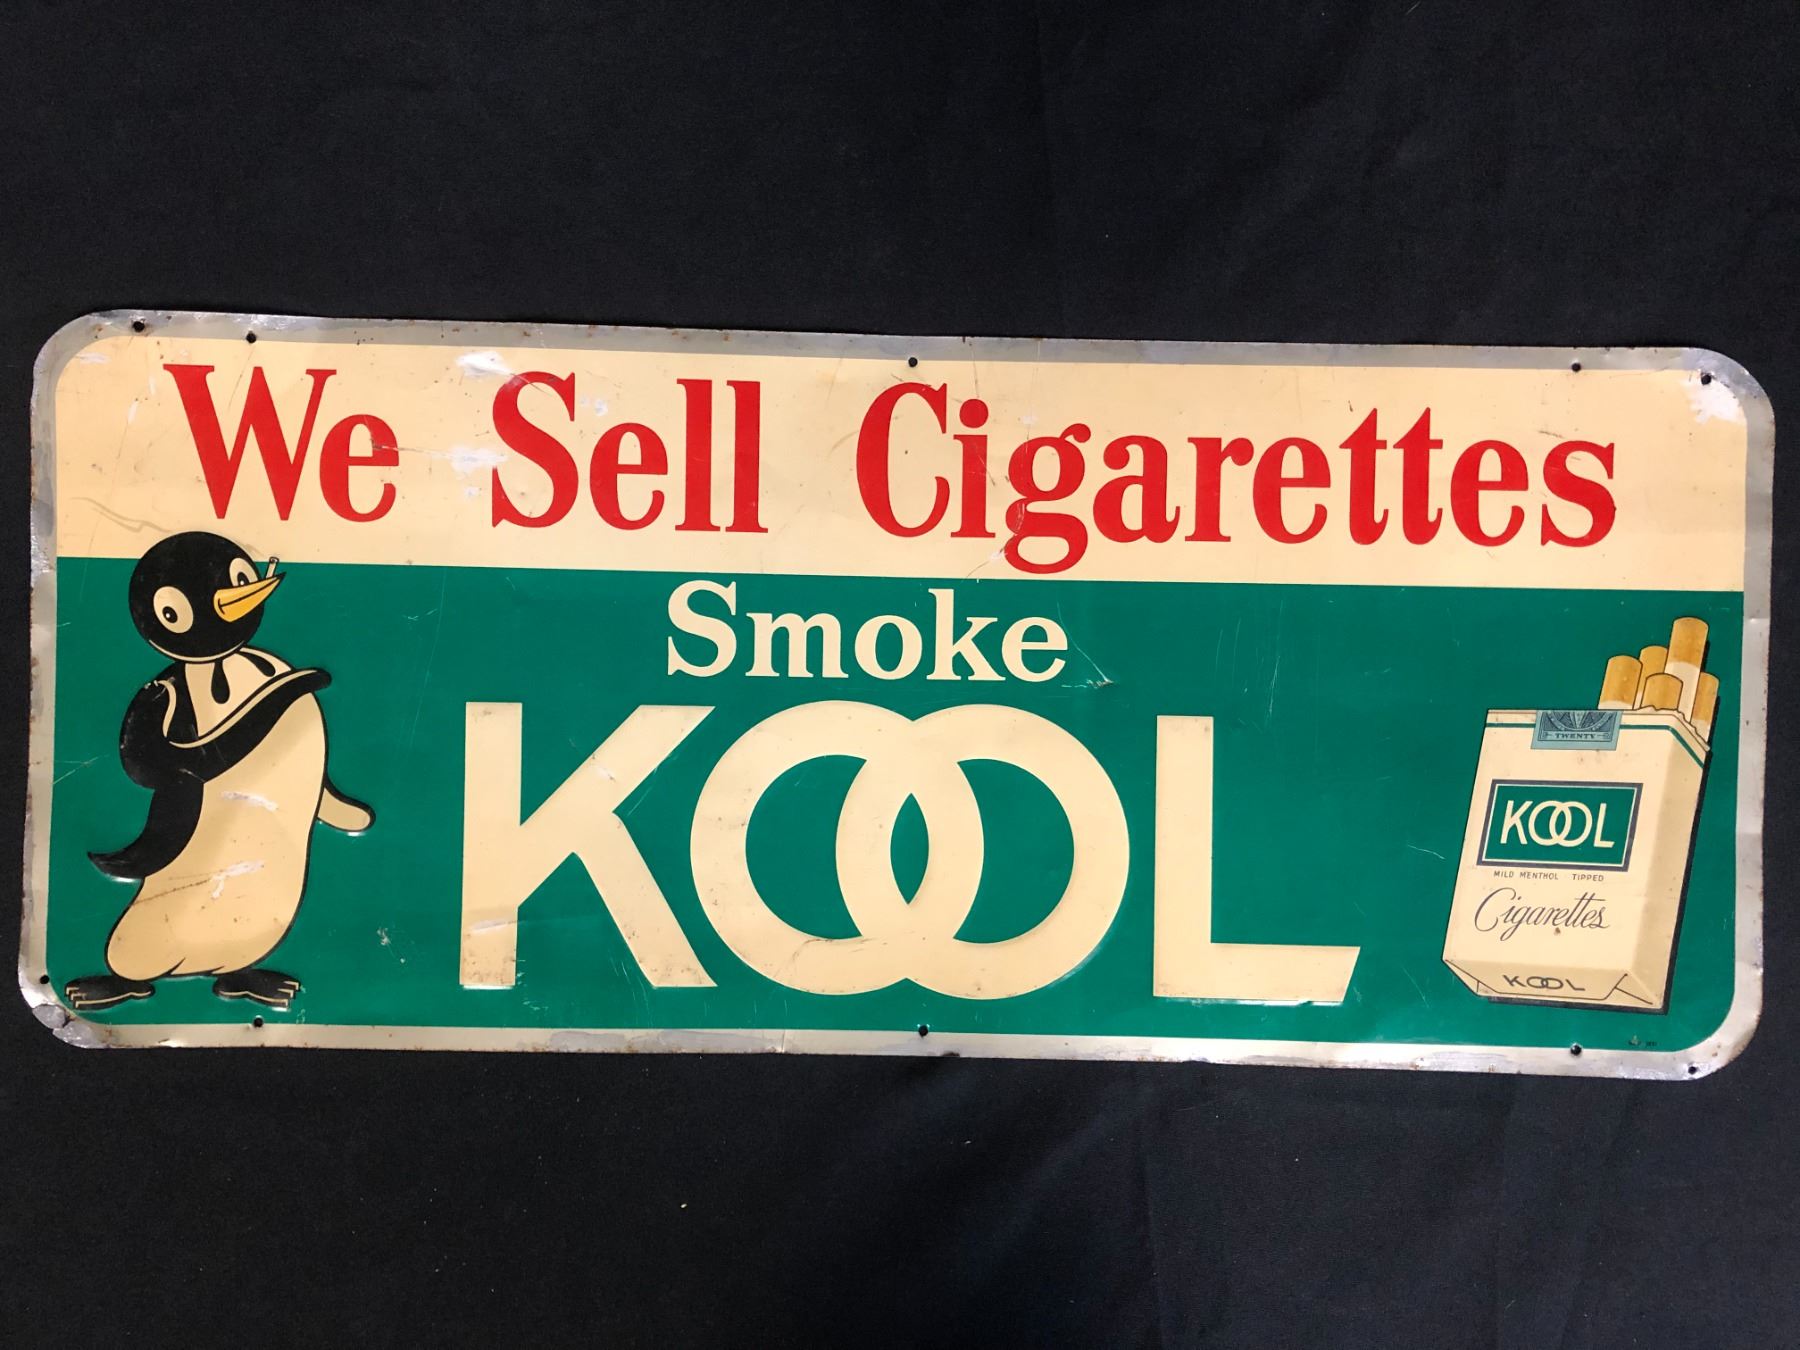 We Sell Cigarettes
Smoke
KOOL
TWENTY
KOOL
MILD MENTHOL TIPPED
Cigarettes
KOOL